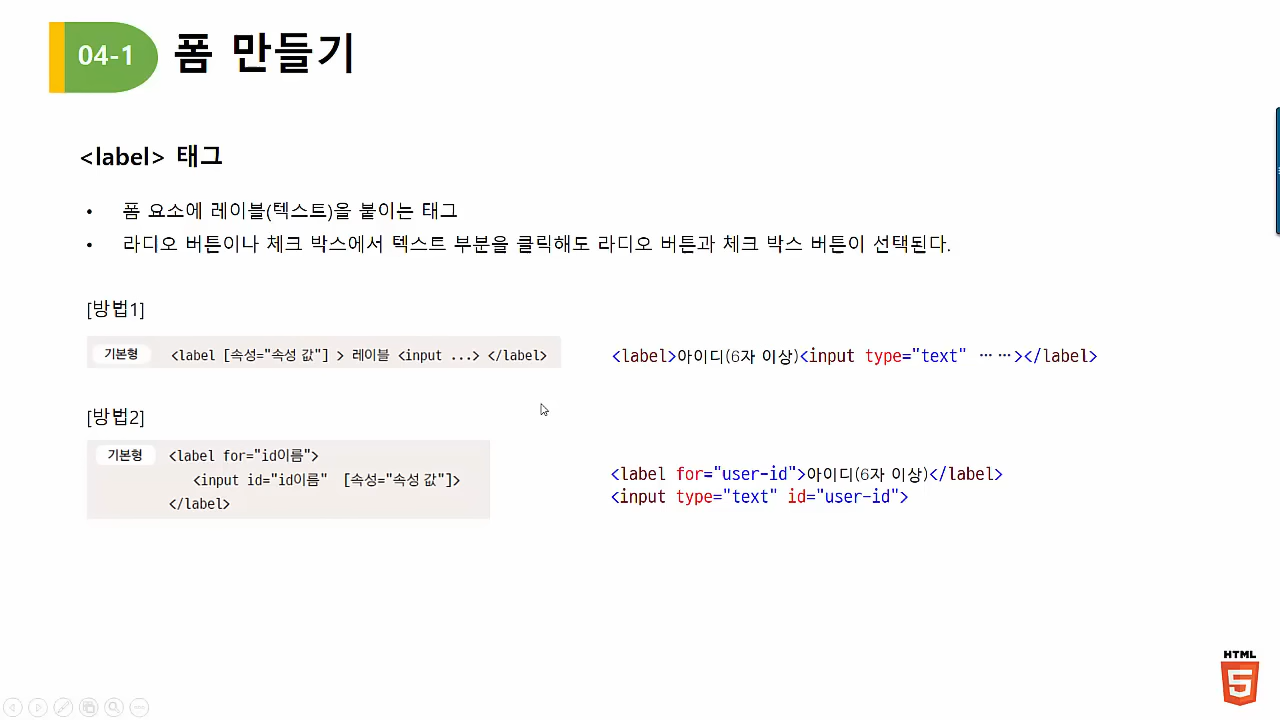 04-1 폼 만들기
<label> 태그
• 폼 요소에 레이블(텍스트)을 붙이는 태그
• 라디오 버튼이나 체크 박스에서 텍스트 부분을 클릭해도 라디오 버튼과 체크 박스 버튼이 선택된다.
[방법1]
기본형 <label [속성="속성 값"] > 레이블 <input ...> </label>
<label>아이디(6자 이상)<input type="text" ⋯ ⋯></label>
[방법2]
기본형 <label for="id이름">
<input id="id이름" [속성="속성 값"]>
</label>
<label for="user-id">아이디(6자 이상)</label>
<input type="text" id="user-id">
HTML
5